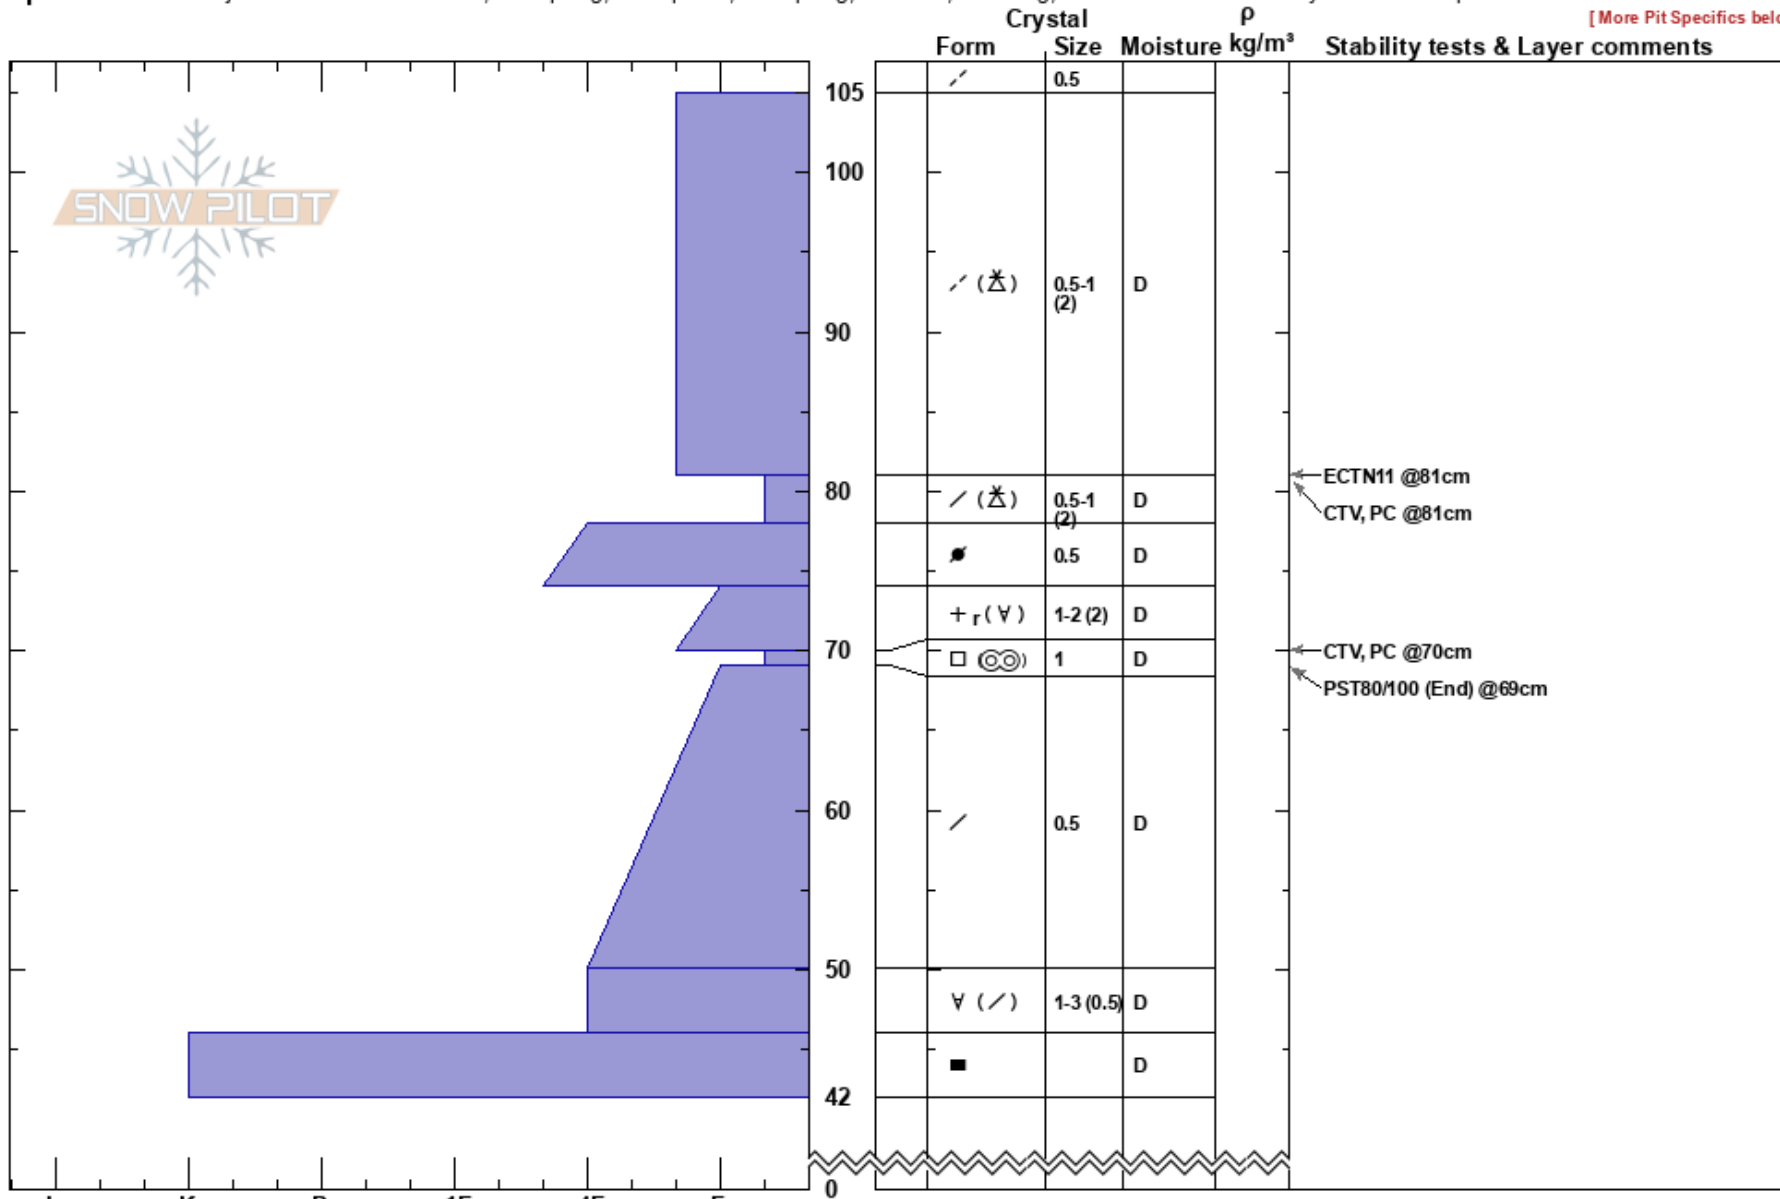 Crystal ρ
[ More Pit Specifics belo
Form Size Moisture kg/m³ Stability tests & Layer comments
0.5
105
SNOW PILOT
100
0.5-1 D
(2)
90
ECTN11 @81cm
80 0.5-1 D
(2)
CTV, PC @81cm
0.5 D
r ( ) 1-2 (2) D
70 CTV, PC @70cm
1 D
PST80/100 (End) @69cm
60 0.5 D
50
1-3 (0.5) D
D
42
0